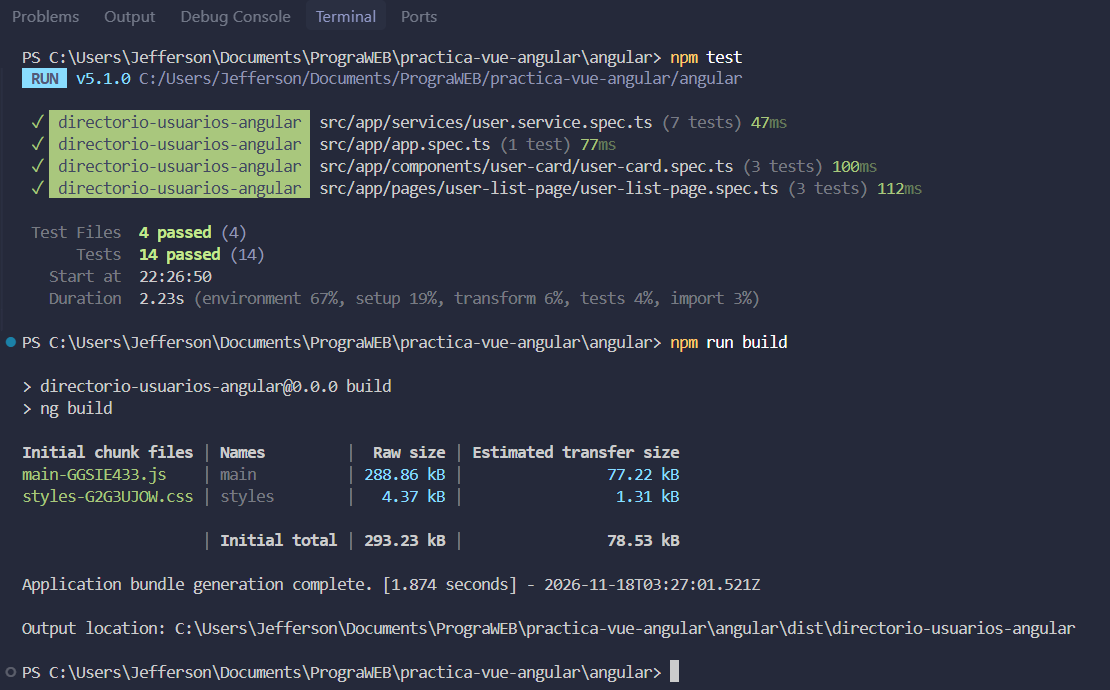 Problems Output Debug Console Terminal Ports
PS C:\Users\Jefferson\Documents\PrograWEB\practica-vue-angular\angular> npm test
RUN v5.1.0 C:/Users/Jefferson/Documents/PrograWEB/practica-vue-angular/angular
✓ directorio-usuarios-angular src/app/services/user.service.spec.ts (7 tests) 47ms
✓ directorio-usuarios-angular src/app/app.spec.ts (1 test) 77ms
✓ directorio-usuarios-angular src/app/components/user-card/user-card.spec.ts (3 tests) 100ms
✓ directorio-usuarios-angular src/app/pages/user-list-page/user-list-page.spec.ts (3 tests) 112ms
Test Files 4 passed (4)
Tests 14 passed (14)
Start at 22:26:50
Duration 2.23s (environment 67%, setup 19%, transform 6%, tests 4%, import 3%)
PS C:\Users\Jefferson\Documents\PrograWEB\practica-vue-angular\angular> npm run build
> directorio-usuarios-angular@0.0.0 build
> ng build
Initial chunk files | Names | Raw size | Estimated transfer size
main-GGSIE433.js | main | 288.86 kB | 77.22 kB
styles-G2G3UJOW.css | styles | 4.37 kB | 1.31 kB
| Initial total | 293.23 kB | 78.53 kB
Application bundle generation complete. [1.874 seconds] - 2026-11-18T03:27:01.521Z
Output location: C:\Users\Jefferson\Documents\PrograWEB\practica-vue-angular\angular\dist\directorio-usuarios-angular
PS C:\Users\Jefferson\Documents\PrograWEB\practica-vue-angular\angular>